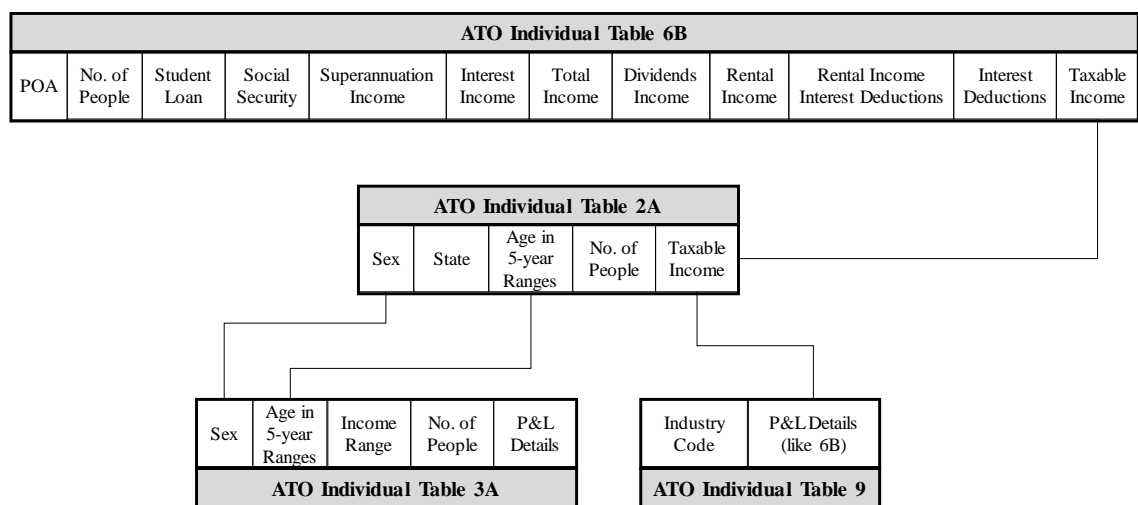 ATO Individual Table 6B
POA
No. of
People
Student
Loan
Social
Security
Superannuation
Income
Interest
Income
Total
Income
Dividends
Income
Rental
Income
Rental Income
Interest Deductions
Interest
Deductions
Taxable
Income
ATO Individual Table 2A
Sex
State
Age in
5-year
Ranges
No. of
People
Taxable
Income
Sex
Age in
5-year
Ranges
Income
Range
No. of
People
P&L
Details
ATO Individual Table 3A
Industry
Code
P&L Details
(like 6B)
ATO Individual Table 9